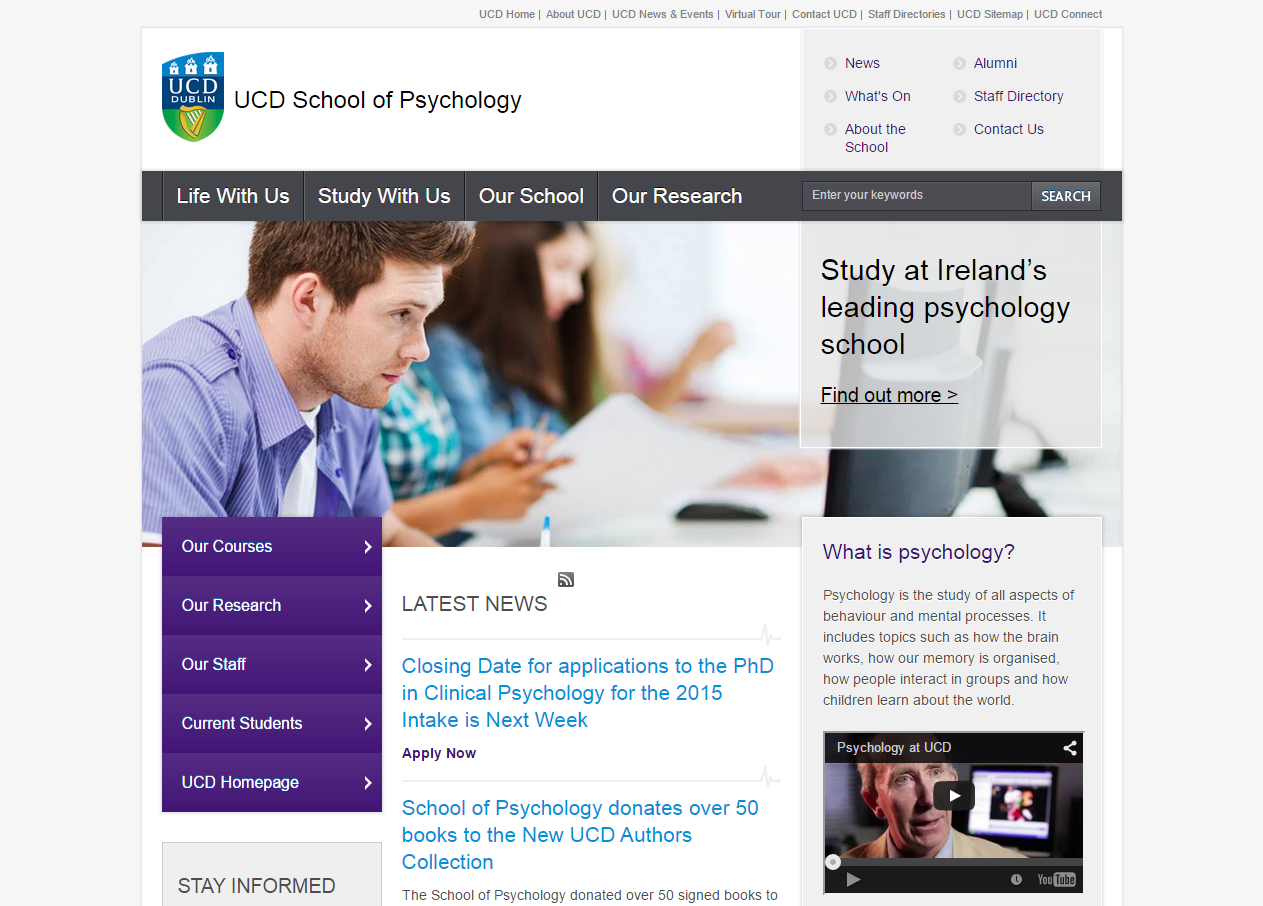 UCD Home | About UCD | UCD News & Events | Virtual Tour | Contact UCD | Staff Directories | UCD Sitemap | UCD Connect
UCD
DUBLIN
UCD School of Psychology
News
Alumni
What's On
Staff Directory
About the
School
Contact Us
Life With Us
Study With Us
Our School
Our Research
Enter your keywords
SEARCH
Study at Ireland’s
leading psychology
school
Find out more >
Our Courses
Our Research
Our Staff
Current Students
UCD Homepage
STAY INFORMED
LATEST NEWS
Closing Date for applications to the PhD
in Clinical Psychology for the 2015
Intake is Next Week
Apply Now
School of Psychology donates over 50
books to the New UCD Authors
Collection
The School of Psychology donated over 50 signed books to
What is psychology?
Psychology is the study of all aspects of
behaviour and mental processes. It
includes topics such as how the brain
works, how our memory is organised,
how people interact in groups and how
children learn about the world.
Psychology at UCD
YouTube